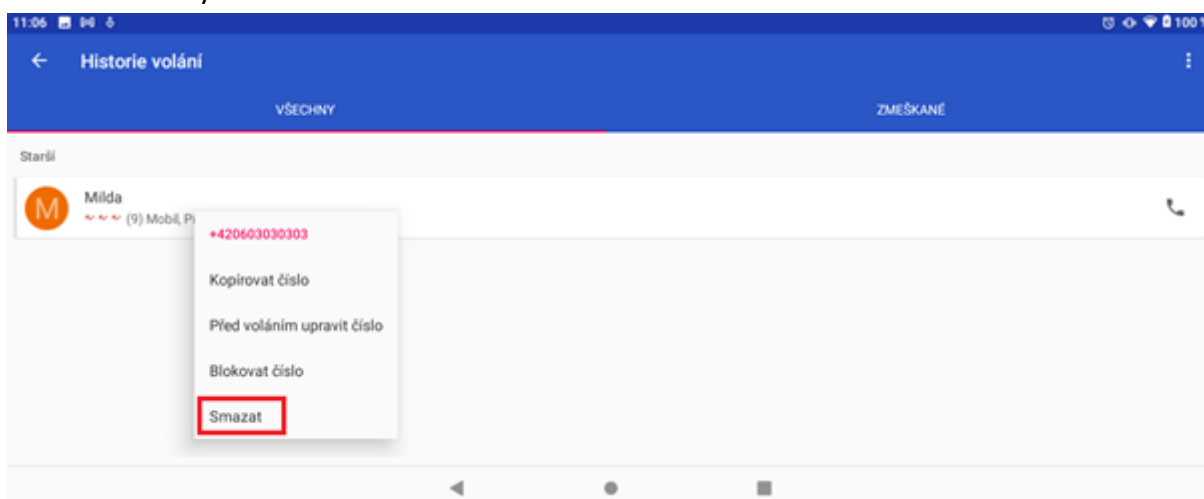 11:06 100
Historie volání
VŠECHNY ZMEŠKANÉ
Starší
M Milda
(9) Mobil,
+420603030303
Kopírovat číslo
Před voláním upravit číslo
Blokovat číslo
Smazat